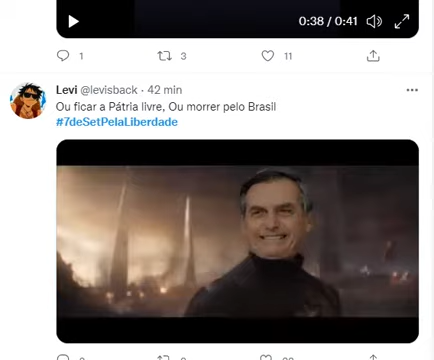 0:38 / 0:41
1 3 11
Levi @levisback · 42 min
Ou ficar a Pátria livre, Ou morrer pelo Brasil
#7deSetPelaLiberdade